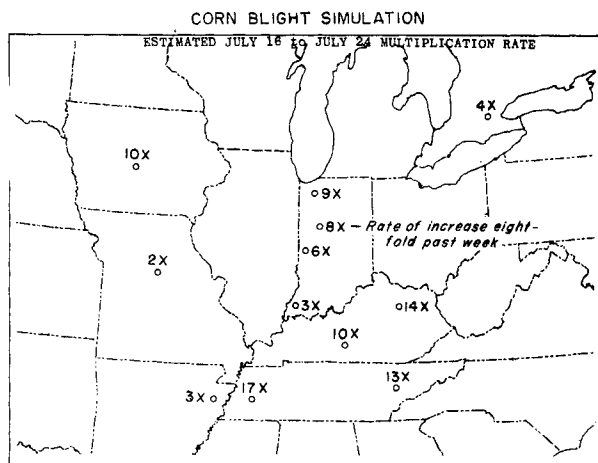 CORN BLIGHT SIMULATION
ESTIMATED JULY 16 to JULY 24 MULTIPLICATION RATE
4X
10X
9X
8X – Rate of increase eight-
fold past week
6X
2X
3X
14X
10X
13X
3X
17X